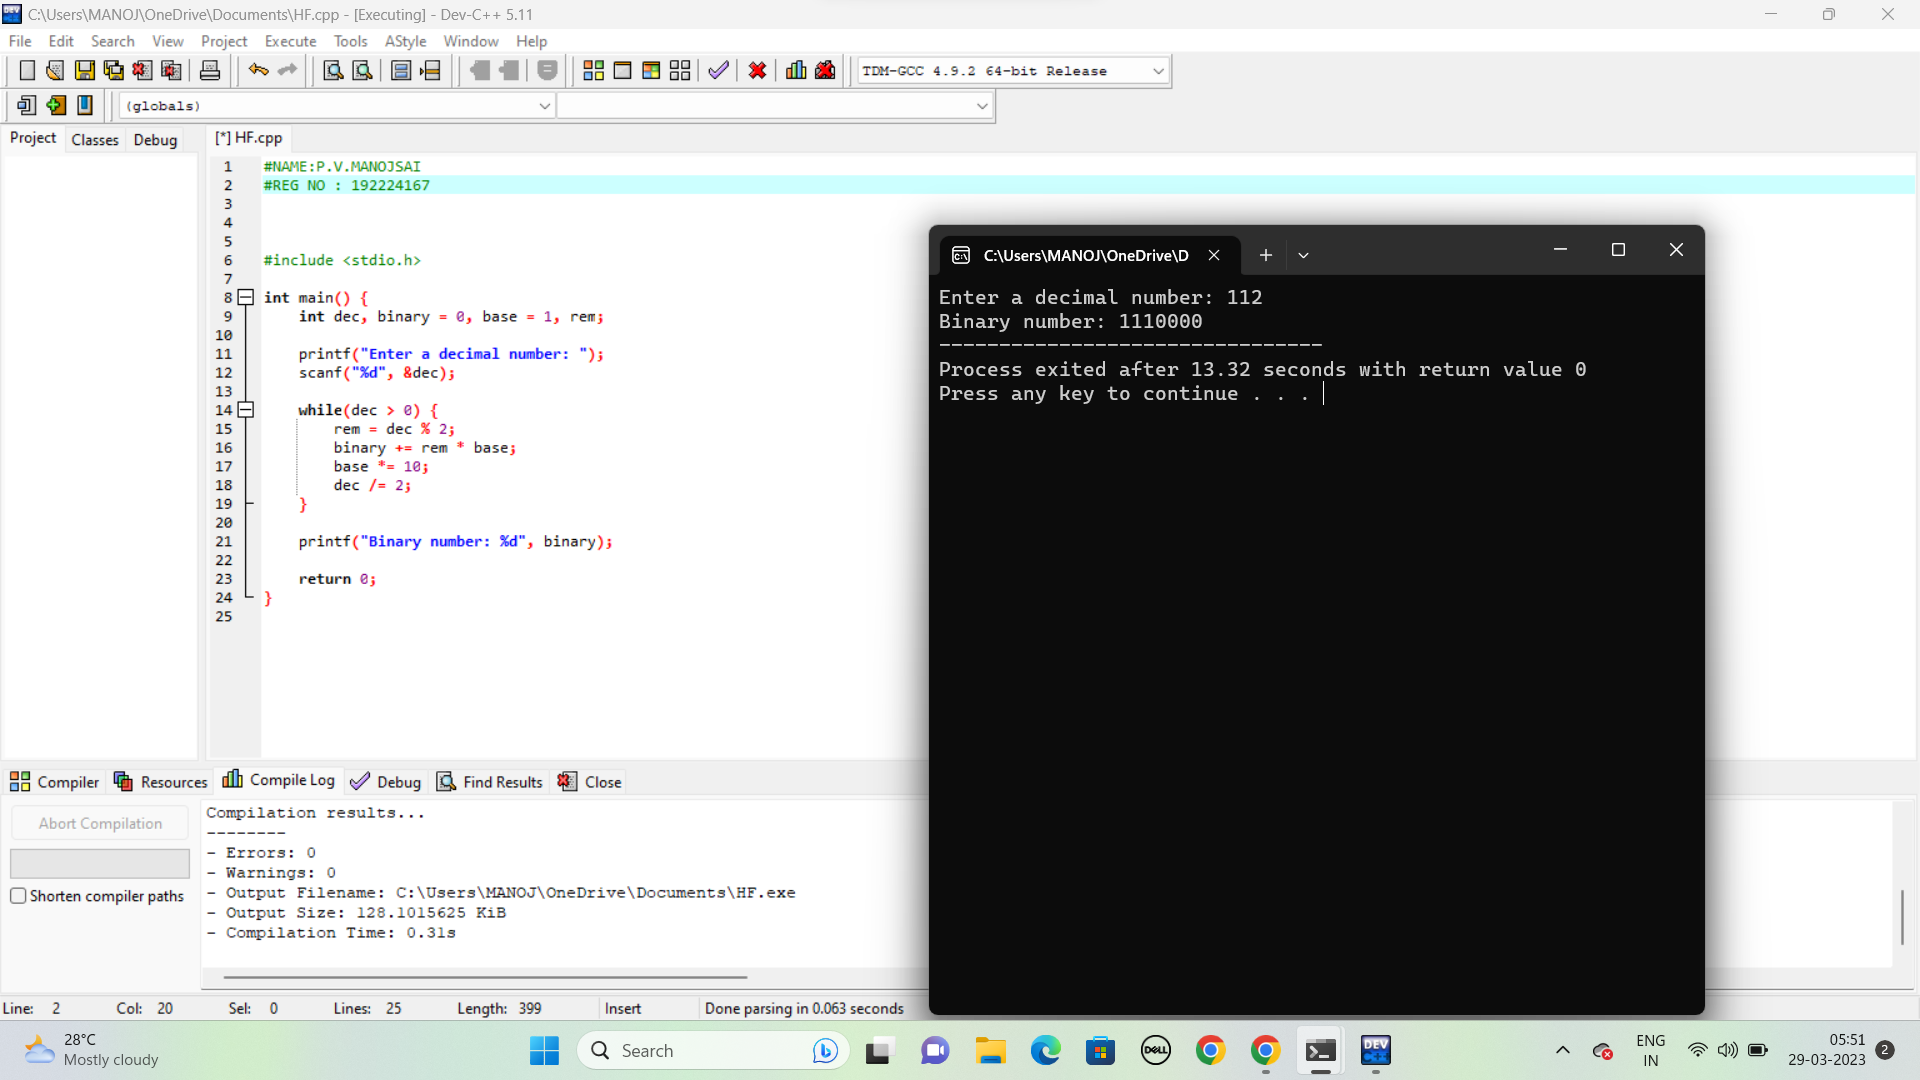 C:\Users\MANOJ\OneDrive\Documents\HF.cpp - [Executing] - Dev-C++ 5.11
File Edit Search View Project Execute Tools AStyle Window Help
TDM-GCC 4.9.2 64-bit Release
(globals)
Project Classes Debug
[*] HF.cpp
1 #NAME:P.V.MANOJSAI
2 #REG NO : 192224167
3
4
5
6 #include <stdio.h>
7
8 int main() {
9 int dec, binary = 0, base = 1, rem;
10
11 printf("Enter a decimal number: ");
12 scanf("%d", &dec);
13
14 while(dec > 0) {
15 rem = dec % 2;
16 binary += rem * base;
17 base *= 10;
18 dec /= 2;
19 }
20
21 printf("Binary number: %d", binary);
22
23 return 0;
24 }
25
C:\Users\MANOJ\OneDrive\D
Enter a decimal number: 112
Binary number: 1110000
--------------------------------
Process exited after 13.32 seconds with return value 0
Press any key to continue . . .
Compiler Resources Compile Log Debug Find Results Close
Abort Compilation
Shorten compiler paths
Compilation results...
--------
- Errors: 0
- Warnings: 0
- Output Filename: C:\Users\MANOJ\OneDrive\Documents\HF.exe
- Output Size: 128.1015625 KiB
- Compilation Time: 0.31s
Line: 2 Col: 20 Sel: 0 Lines: 25 Length: 399 Insert Done parsing in 0.063 seconds
28°C
Mostly cloudy
Search
DELL
DEV
C++
ENG
IN
05:51
29-03-2023
2